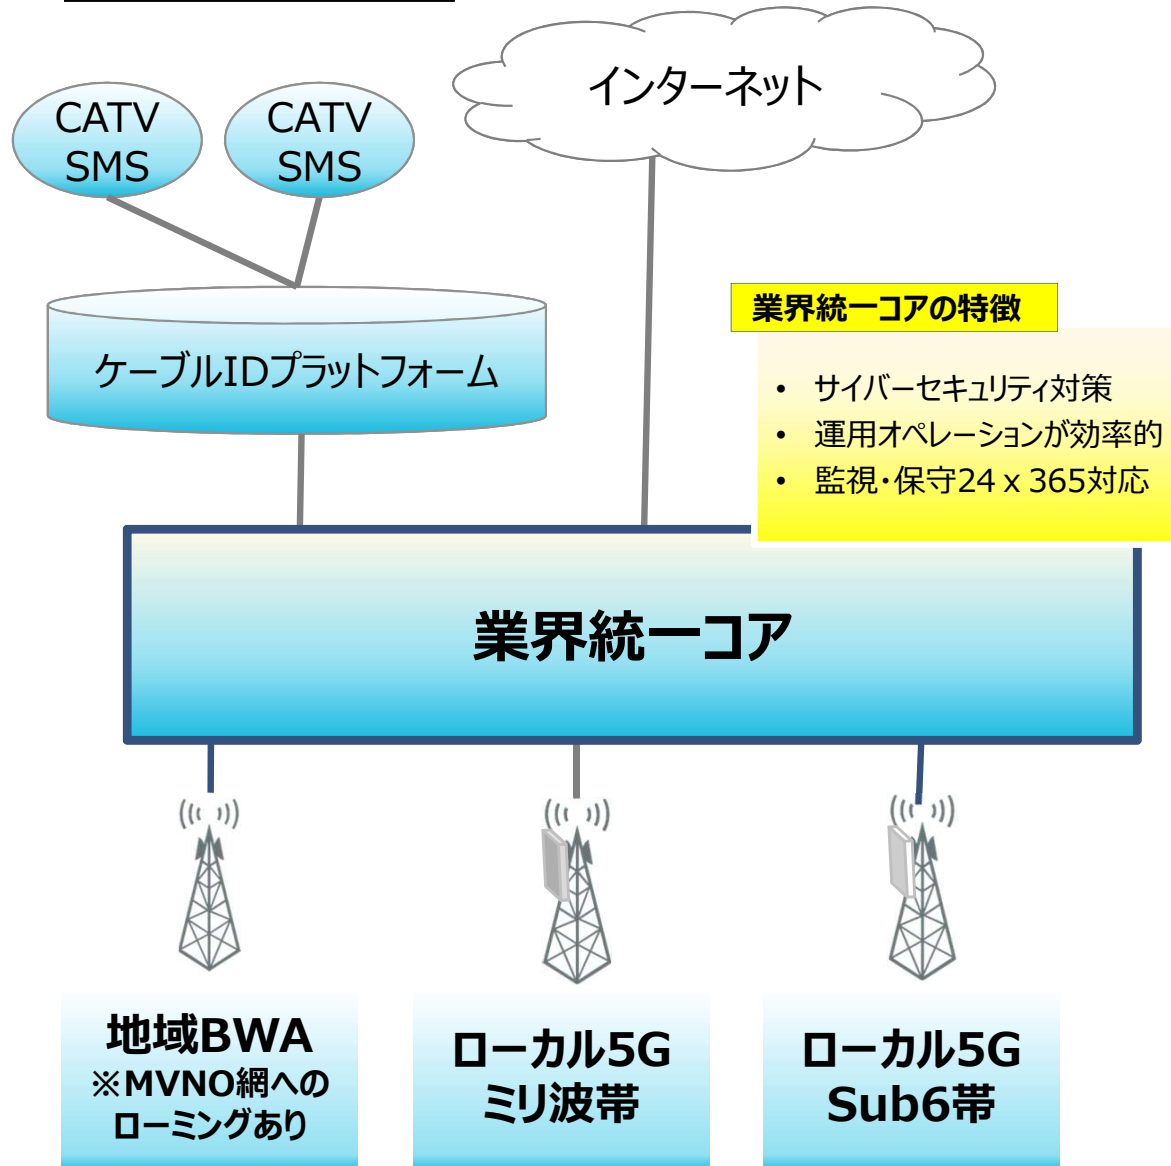 インターネット
CATV
SMS
CATV
SMS
業界統一コアの特徴
ケーブルIDプラットフォーム
• サイバーセキュリティ対策
• 運用オペレーションが効率的
• 監視・保守24 x 365対応
業界統一コア
地域BWA
※MVNO網への
ローミングあり
ローカル5G
ミリ波帯
ローカル5G
Sub6帯